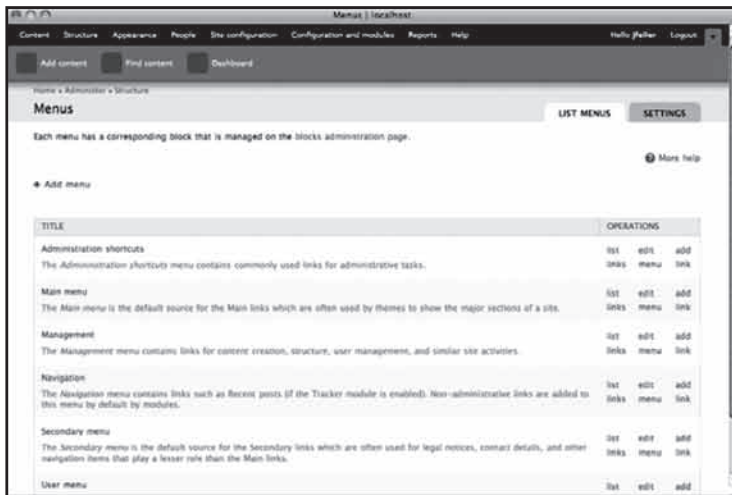 Menus | localhost
Content Structure Appearance People Site configuration Configuration and modules Reports Help Hello jfeiler Logout
Add content Find content Dashboard
Home » Administer » Structure
Menus
LIST MENUS SETTINGS
Each menu has a corresponding block that is managed on the blocks administration page.
More help
+ Add menu
TITLE OPERATIONS
Administration shortcuts
The Administration shortcuts menu contains commonly used links for administrative tasks.
list links edit menu add link
Main menu
The Main menu is the default source for the Main links which are often used by themes to show the major sections of a site.
list links edit menu add link
Management
The Management menu contains links for content creation, structure, user management, and similar site activities.
list links edit menu add link
Navigation
The Navigation menu contains links such as Recent posts (if the Tracker module is enabled). Non-administrative links are added to
this menu by default by modules.
list links edit menu add link
Secondary menu
The Secondary menu is the default source for the Secondary links which are often used for legal notices, contact details, and other
navigation items that play a lesser role than the Main links.
list links edit menu add link
User menu
list edit add